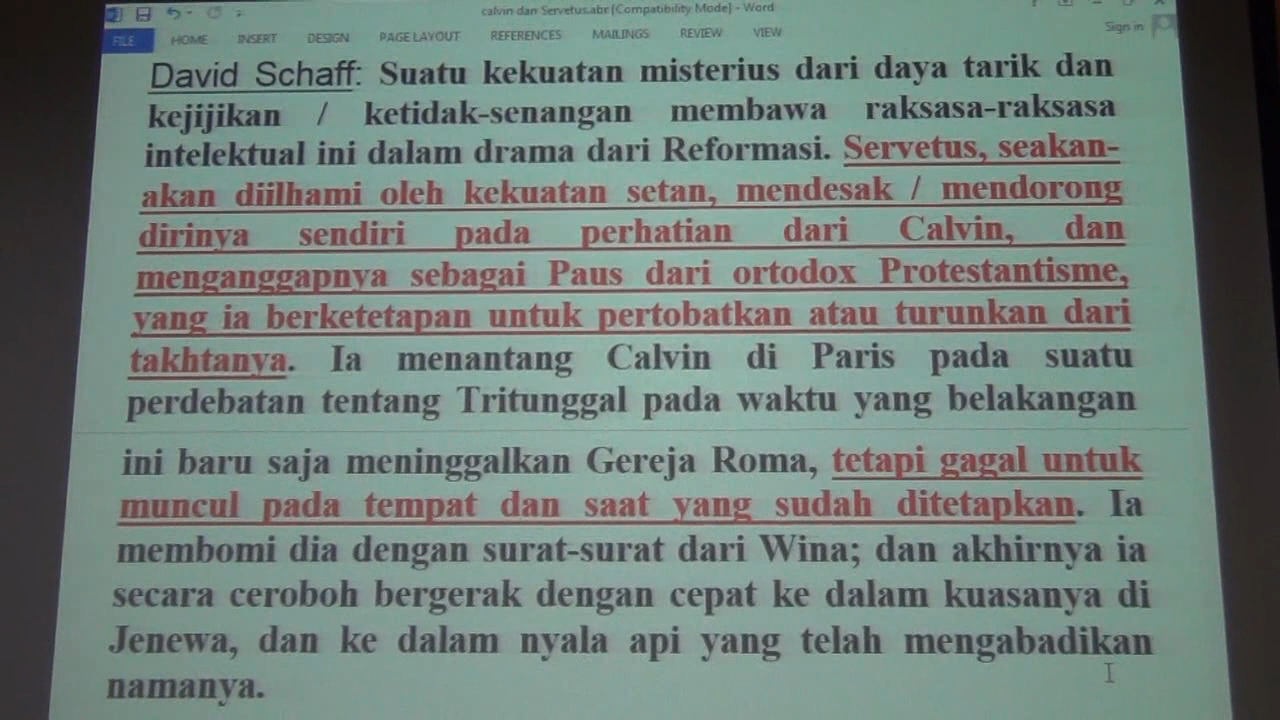 calvin dan Servetus.abr [Compatibility Mode] - Word
Sign in
FILE HOME INSERT DESIGN PAGE LAYOUT REFERENCES MAILINGS REVIEW VIEW
David Schaff: Suatu kekuatan misterius dari daya tarik dan
kejijikan / ketidak-senangan membawa raksasa-raksasa
intelektual ini dalam drama dari Reformasi. Servetus, seakan-
akan diilhami oleh kekuatan setan, mendesak / mendorong
dirinya sendiri pada perhatian dari Calvin, dan
menganggapnya sebagai Paus dari ortodox Protestantisme,
yang ia berketetapan untuk pertobatkan atau turunkan dari
takhtanya. Ia menantang Calvin di Paris pada suatu
perdebatan tentang Tritunggal pada waktu yang belakangan
ini baru saja meninggalkan Gereja Roma, tetapi gagal untuk
muncul pada tempat dan saat yang sudah ditetapkan. Ia
membomi dia dengan surat-surat dari Wina; dan akhirnya ia
secara ceroboh bergerak dengan cepat ke dalam kuasanya di
Jenewa, dan ke dalam nyala api yang telah mengabadikan
namanya.